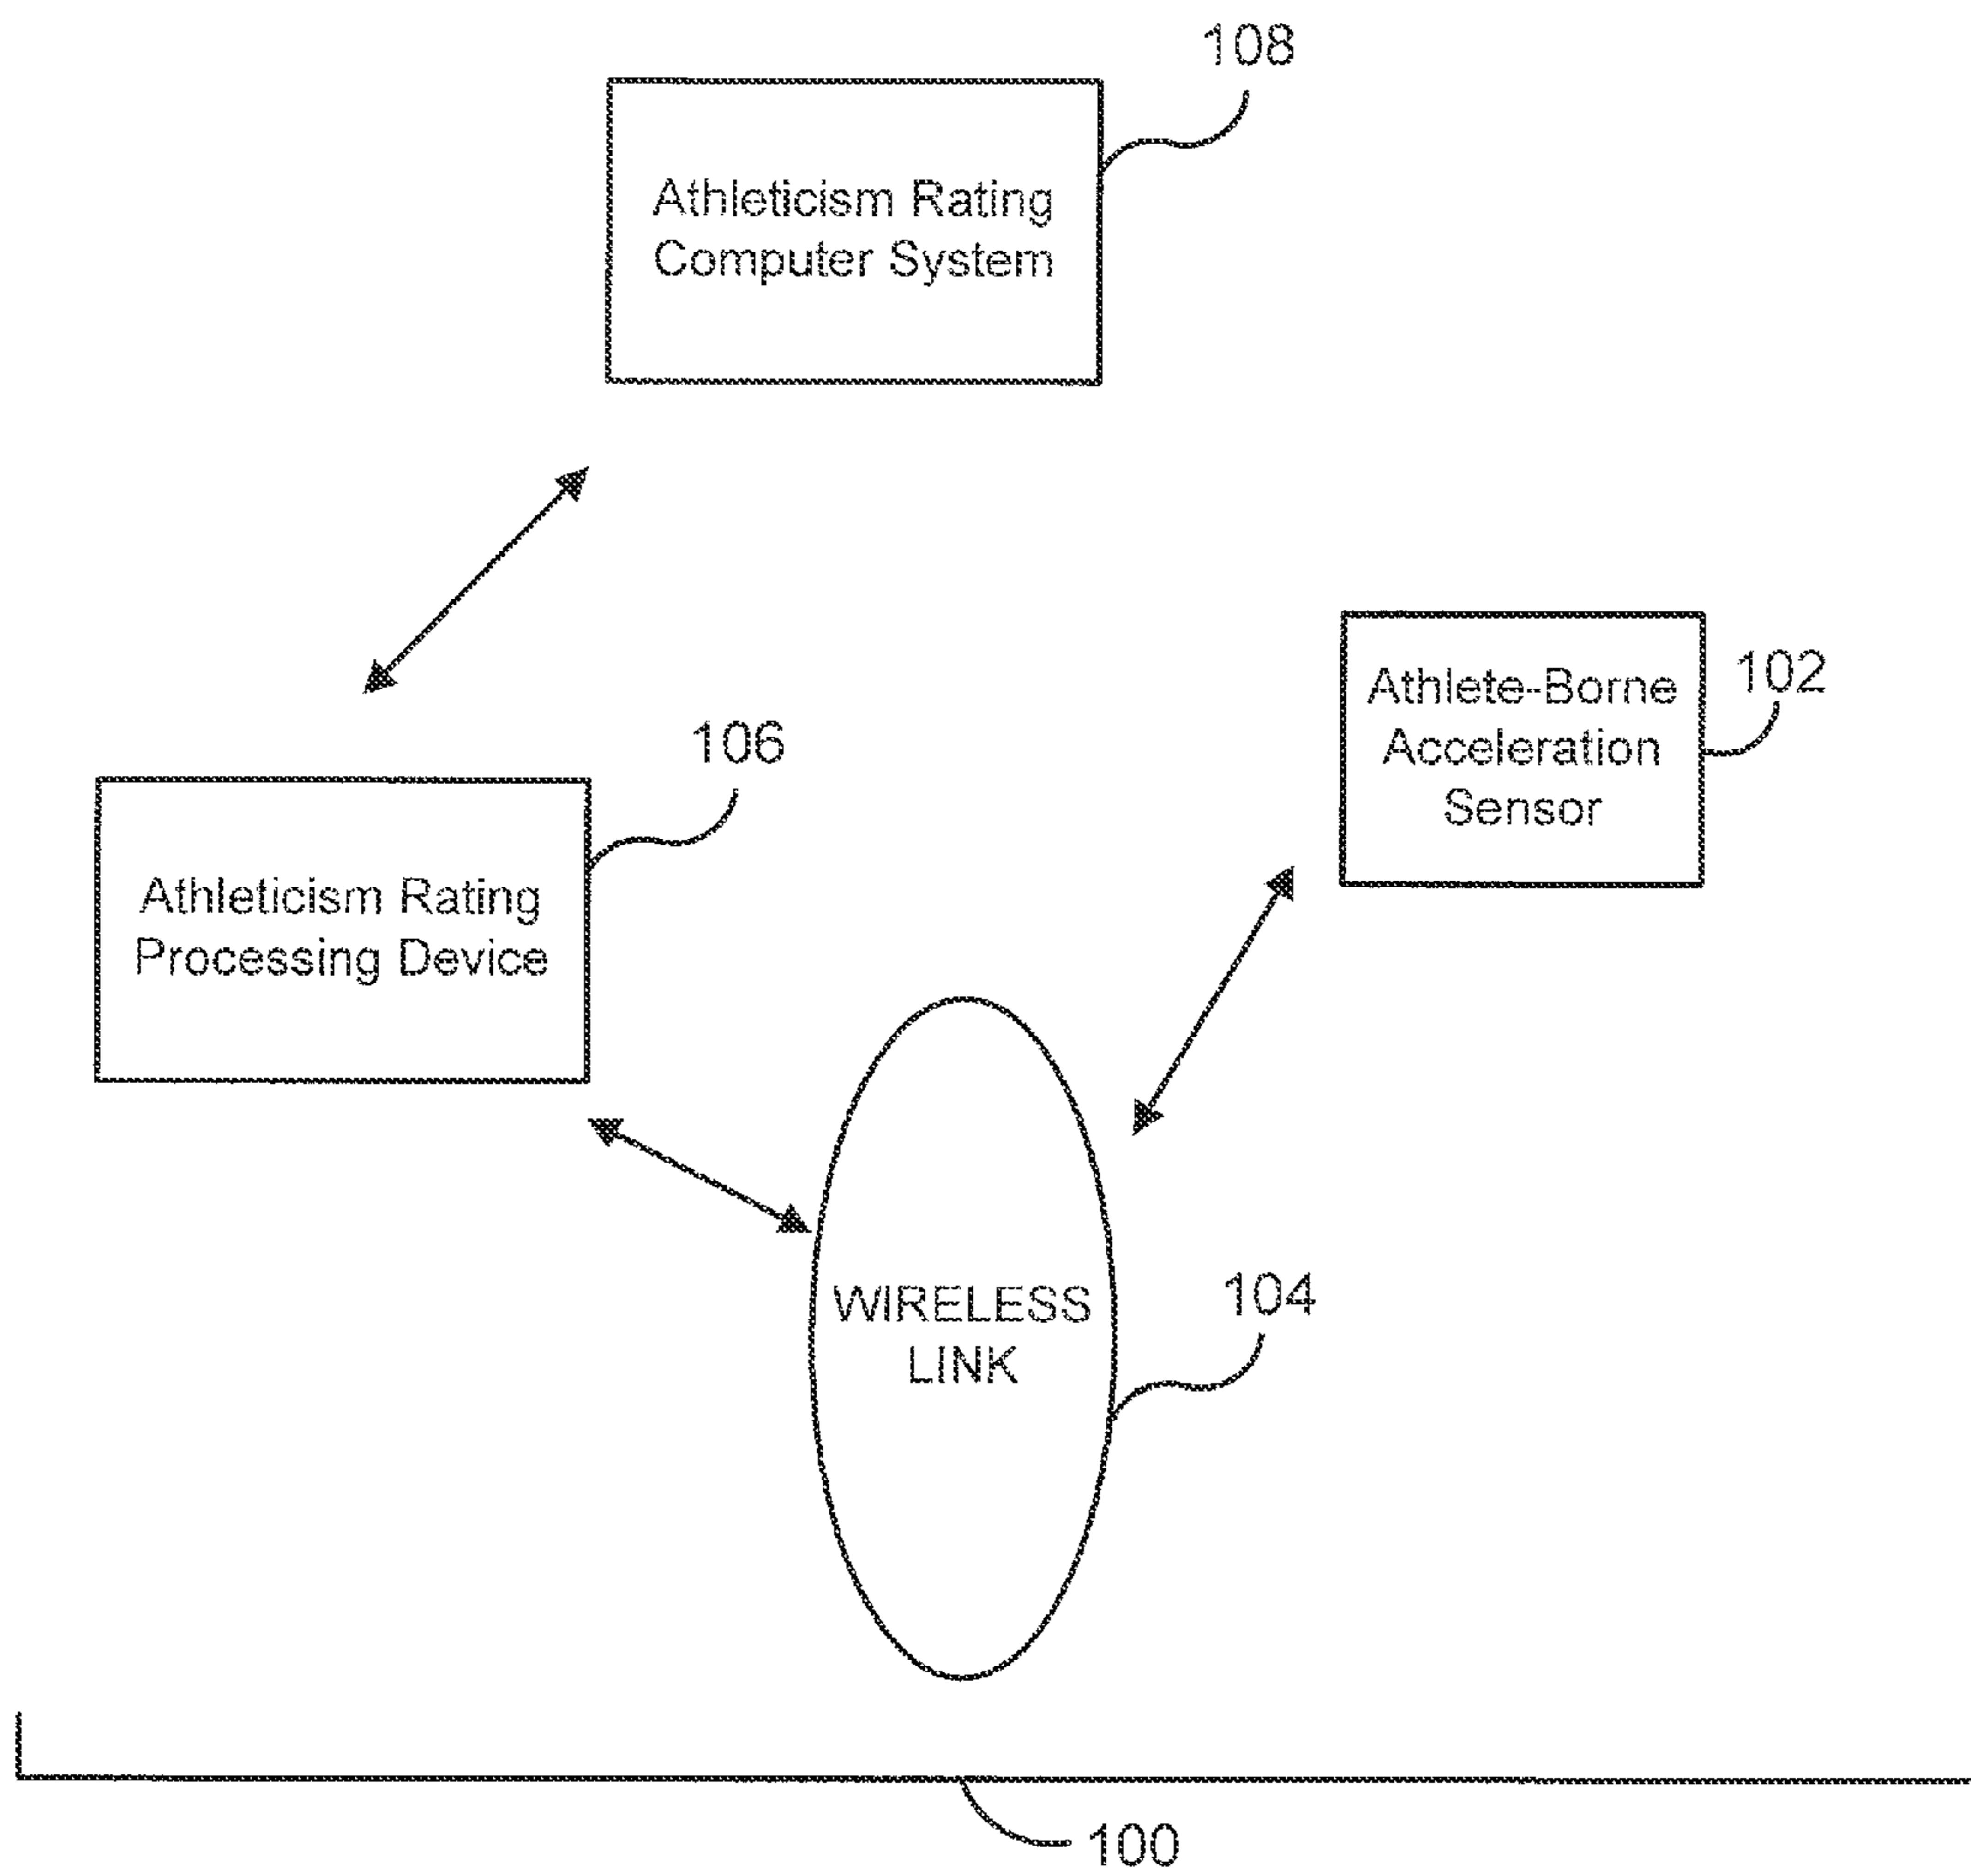 108
Athleticism Rating
Computer System
102
Athlete-Borne
Acceleration
Sensor
106
Athleticism Rating
Processing Device
104
WIRELESS
LINK
100